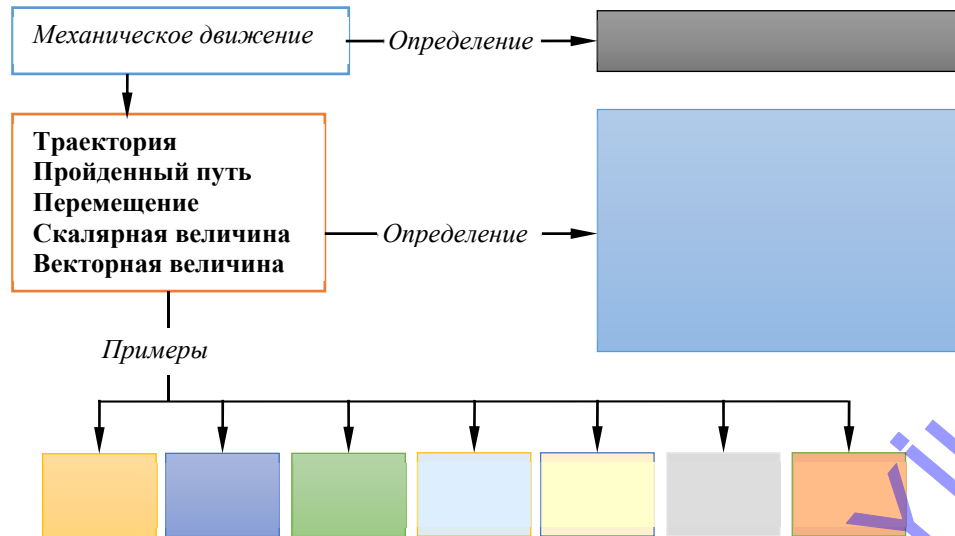 Механическое движение
Определение
Траектория
Пройденный путь
Перемещение
Скалярная величина
Векторная величина
Определение
Примеры